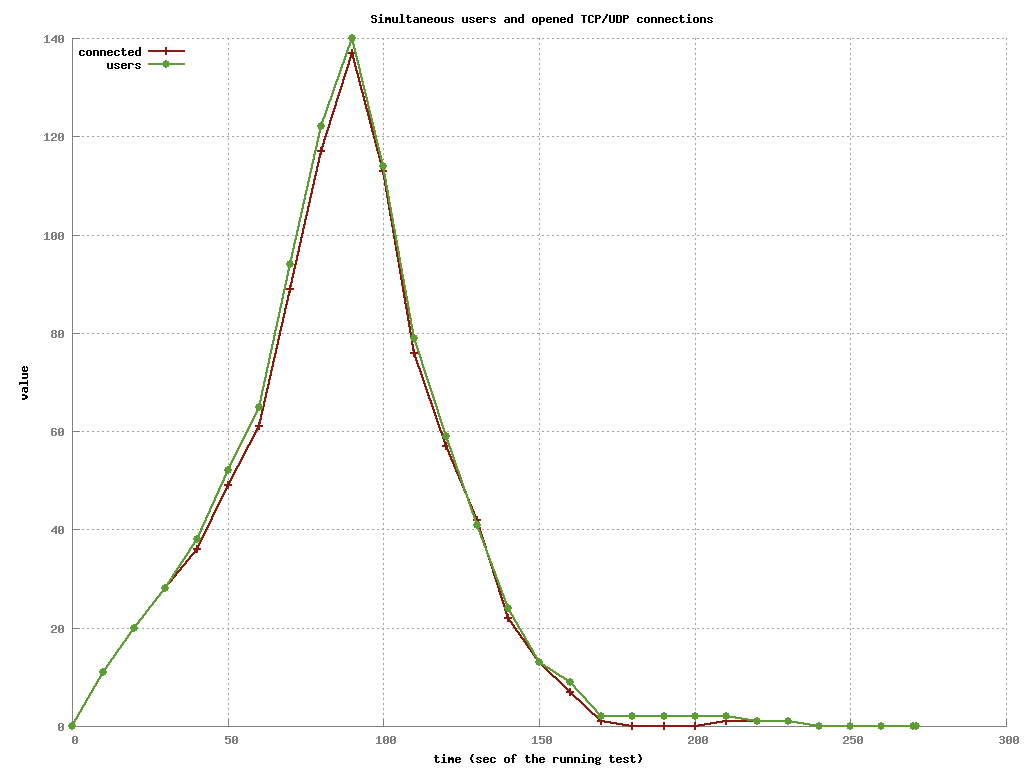 Simultaneous users and opened TCP/UDP connections
140
connected
users
120
100
80
value
60
40
20
0
0 50 100 150 200 250 300
time (sec of the running test)